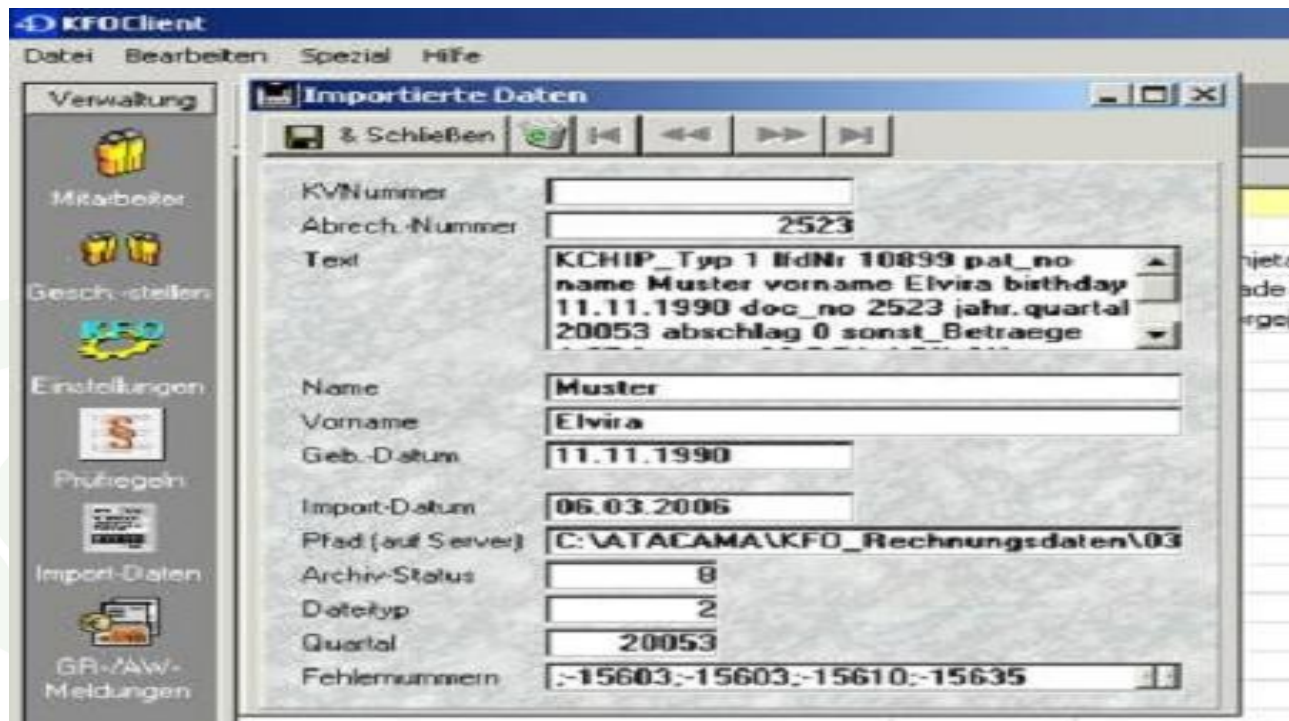 KFOClient
Datei Bearbeiten Spezial Hilfe
Verwaltung
Mitarbeiter
Gesch.-stellen
Einstellungen
Prüfregeln
Import-Daten
GR-/AW-
Meldungen
Importierte Daten
& Schließen
KVNummer
Abrech.-Nummer 2523
Text KCHIP_Typ 1 lfdNr 10899 pat_no
name Muster vorname Elvira birthday
11.11.1990 doc_no 2523 jahr.quartal
20053 abschlag 0 sonst_Betraege
Name Muster
Vorname Elvira
Geb.-Datum 11.11.1990
Import-Datum 06.03.2006
Pfad (auf Server) C:\ATACAMA\KFO_Rechnungsdaten\03
Archiv-Status
Dateityp 2
Quartal 20053
Fehlernummern ;-15603;-15603;-15610;-15635